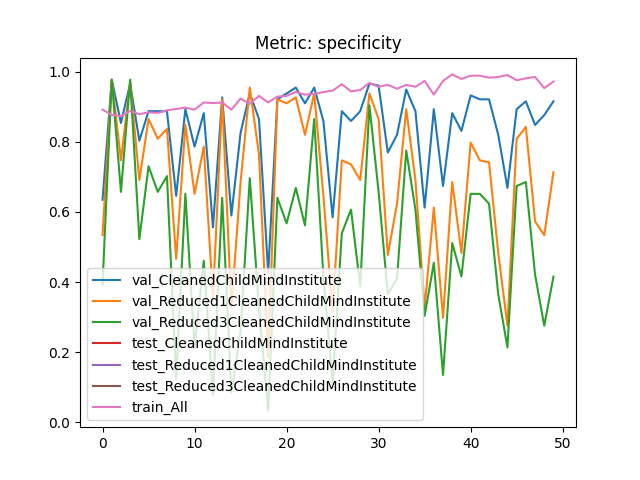 Metric: specificity
1.0
0.8
0.6
0.4
0.2
0.0
val_CleanedChildMindInstitute
val_Reduced1CleanedChildMindInstitute
val_Reduced3CleanedChildMindInstitute
test_CleanedChildMindInstitute
test_Reduced1CleanedChildMindInstitute
test_Reduced3CleanedChildMindInstitute
train_All
0 10 20 30 40 50